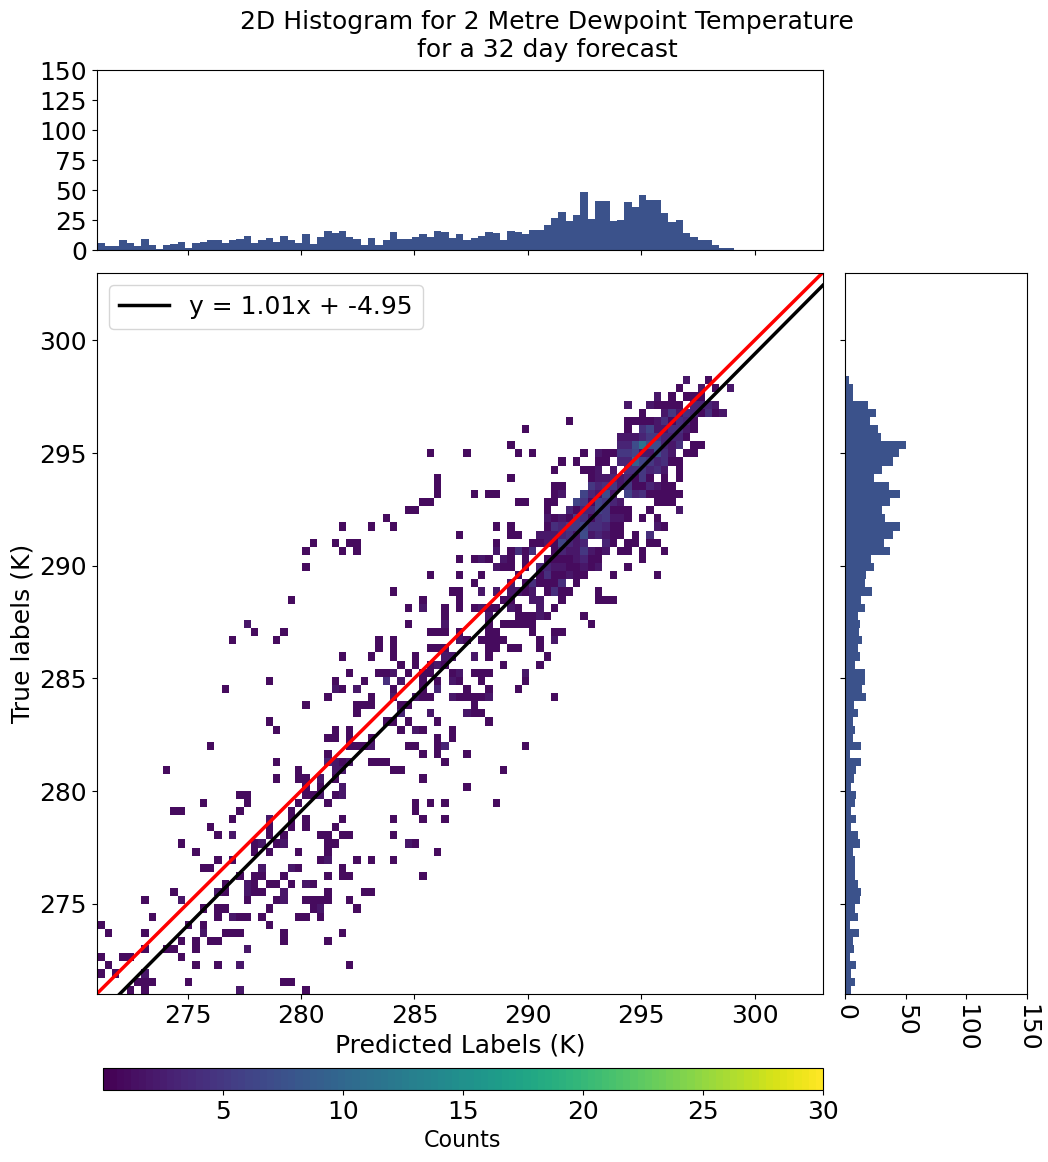 2D Histogram for 2 Metre Dewpoint Temperature
for a 32 day forecast
150
125
100
75
50
25
0
y = 1.01x + -4.95
300
295
290
285
280
275
True labels (K)
275 280 285 290 295 300
Predicted Labels (K)
0 50 100 150
5 10 15 20 25 30
Counts